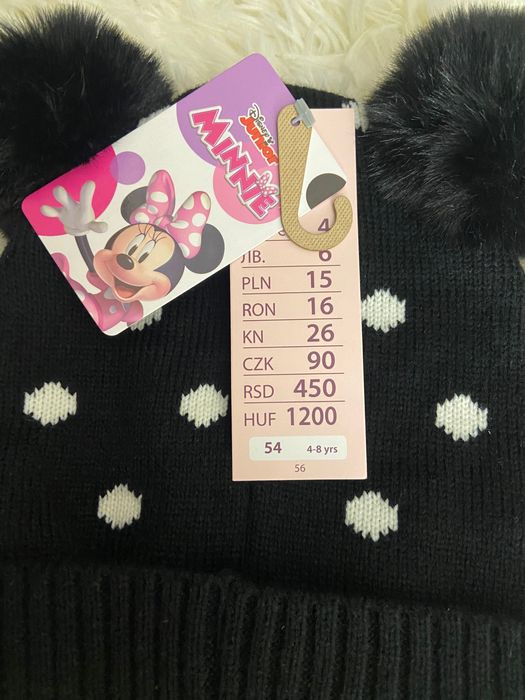 Disney
JUNIOR
MINNIE
4
ЛВ. 6
PLN 15
RON 16
KN 26
CZK 90
RSD 450
HUF 1200
54 4-8 yrs
56